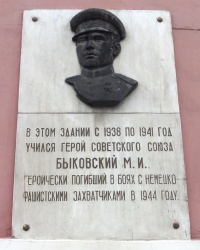 В ЭТОМ ЗДАНИИ С 1938 ПО 1941 ГОД
УЧИЛСЯ ГЕРОЙ СОВЕТСКОГО СОЮЗА
БЫКОВСКИЙ М.И.
ГЕРОИЧЕСКИ ПОГИБШИЙ В БОЯХ С НЕМЕЦКО
ФАШИСТСКИМИ ЗАХВАТЧИКАМИ В 1944 ГОДУ.